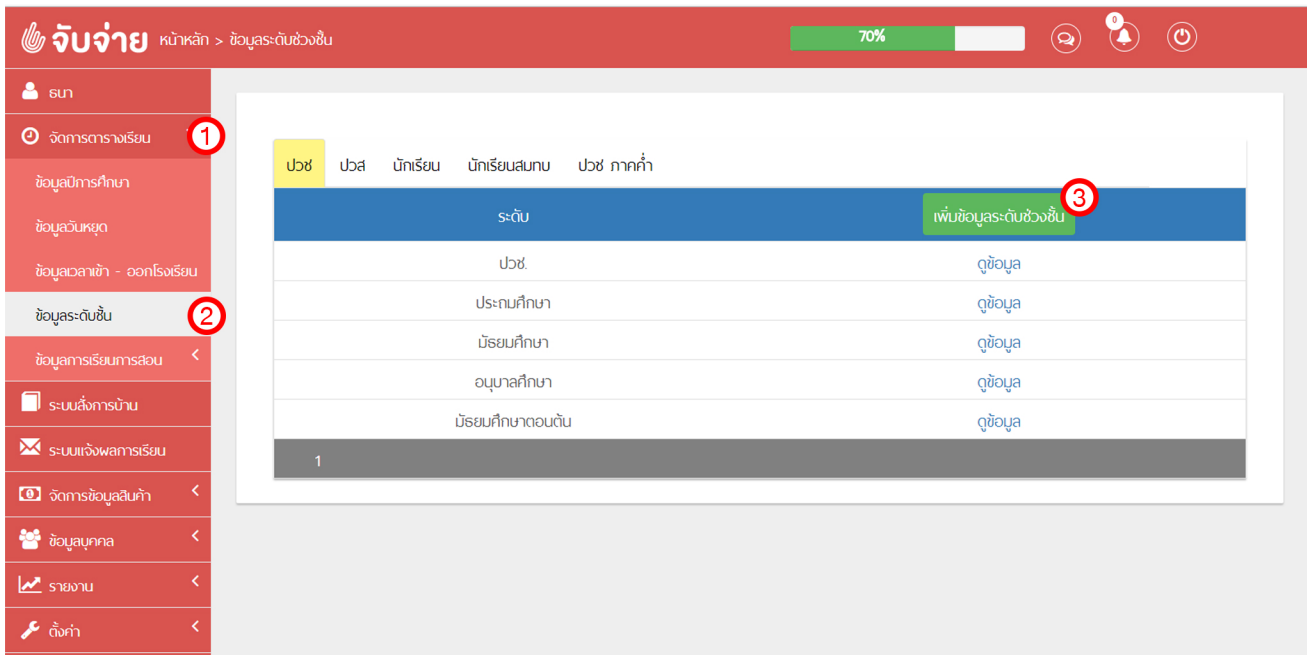 จับจ่าย หน้าหลัก > ข้อมูลระดับช่วงชั้น 70% 0
ธนา
จัดการตารางเรียน 1
ข้อมูลปีการศึกษา
ข้อมูลวันหยุด
ข้อมูลเวลาเข้า - ออกโรงเรียน
ข้อมูลระดับชั้น 2
ข้อมูลการเรียนการสอน
ระบบสั่งการบ้าน
ระบบแจ้งผลการเรียน
จัดการข้อมูลสินค้า
ข้อมูลบุคคล
รายงาน
ตั้งค่า
ปวช ปวส นักเรียน นักเรียนสมทบ ปวช ภาคค่ำ
ระดับ เพิ่มข้อมูลระดับช่วงชั้น 3
ปวช. ดูข้อมูล
ประถมศึกษา ดูข้อมูล
มัธยมศึกษา ดูข้อมูล
อนุบาลศึกษา ดูข้อมูล
มัธยมศึกษาตอนต้น ดูข้อมูล
1